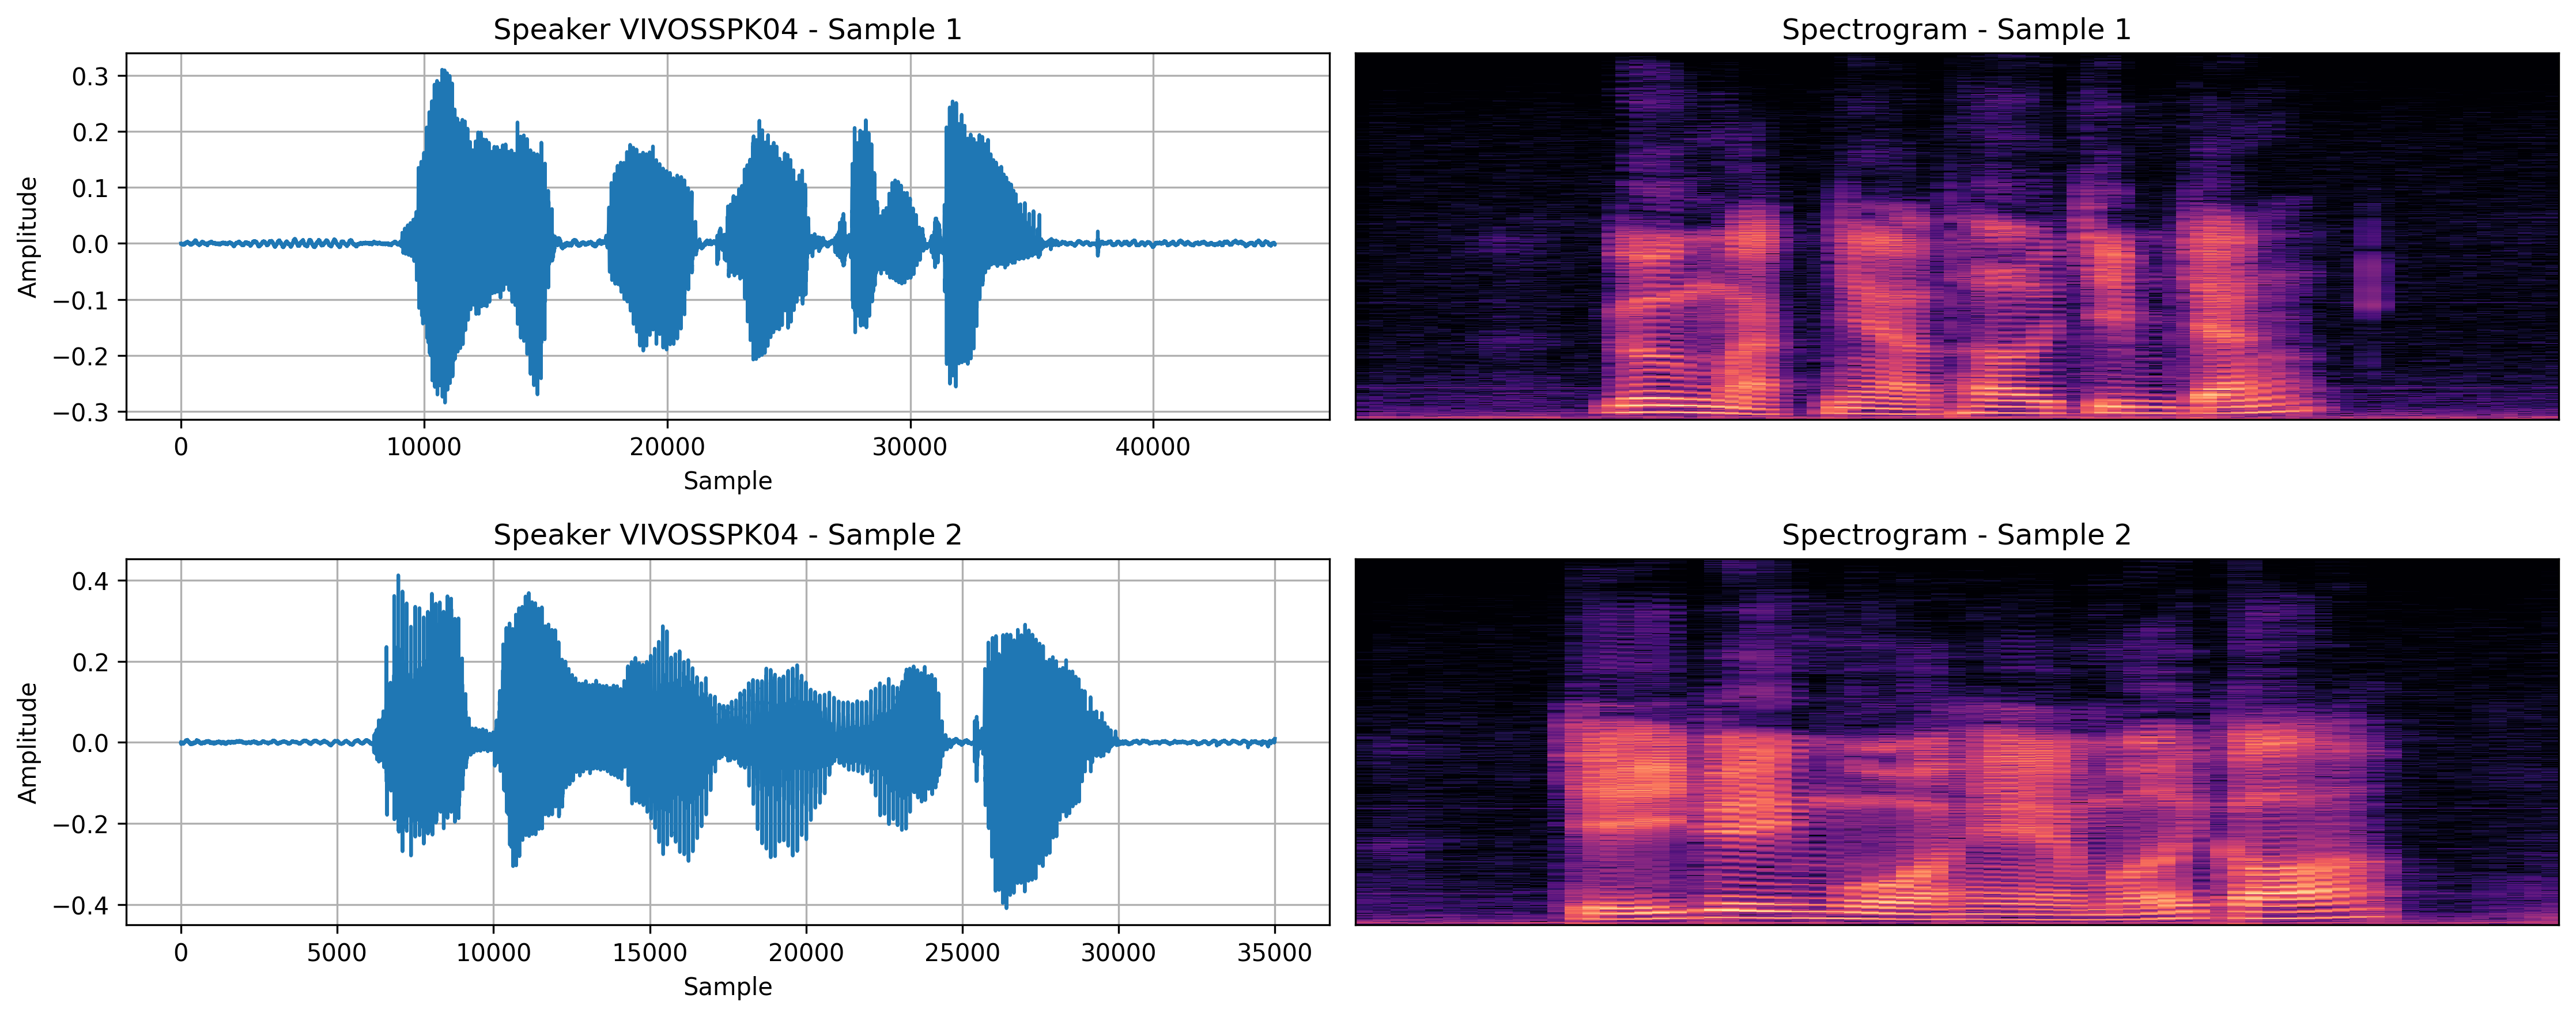 Speaker VIVOSSPK04 - Sample 1
Spectrogram - Sample 1
Amplitude
0.3
0.2
0.1
0.0
−0.1
−0.2
−0.3
0 10000 20000 30000 40000
Sample
Speaker VIVOSSPK04 - Sample 2
Spectrogram - Sample 2
Amplitude
0.4
0.2
0.0
−0.2
−0.4
0 5000 10000 15000 20000 25000 30000 35000
Sample